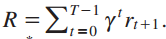 R = ∑_{t=0}^{T−1} γ^t r_{t+1}.
*